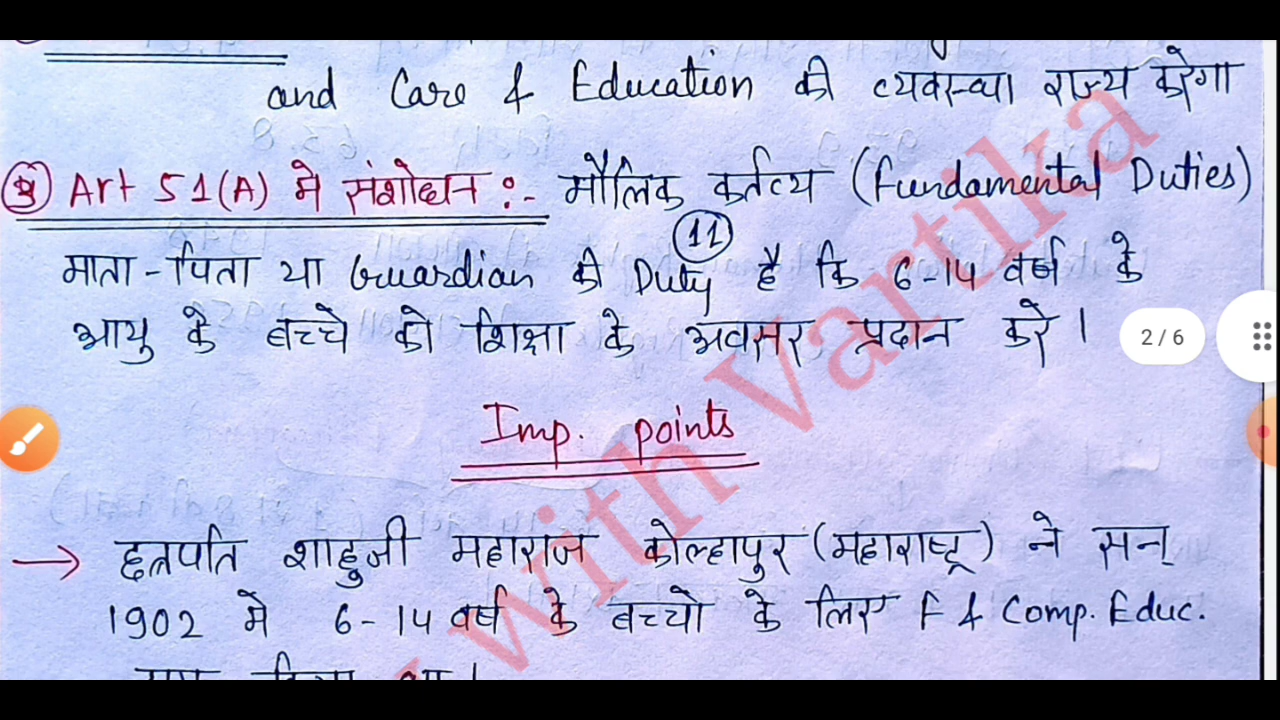 and Care & Education की व्यवस्था राज्य करेगा
③ Art 51(A) मे संशोधन :- मौलिक कर्तव्य (Fundamental Duties)
11
माता-पिता या Guardian की Duty है कि 6-14 वर्ष के
आयु के बच्चे को शिक्षा के अवसर प्रदान करे।
2/6
Imp. points
→ छत्रपति शाहुजी महाराज कोल्हापुर (महाराष्ट्र) ने सन्
1902 मे 6-14 वर्ष के बच्चो के लिए F & Comp. Educ.
with Vartika